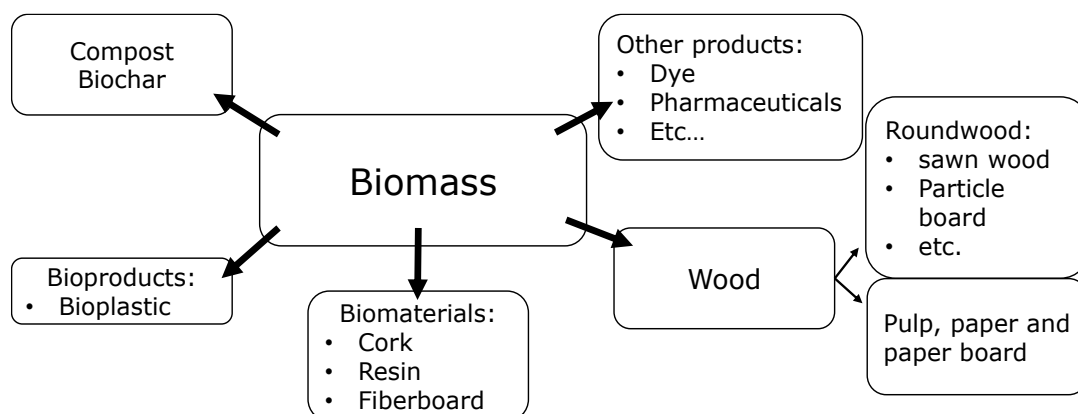 Compost
Biochar
Other products:
• Dye
• Pharmaceuticals
• Etc...
Biomass
Roundwood:
• sawn wood
• Particle
board
• etc.
Bioproducts:
• Bioplastic
Biomaterials:
• Cork
• Resin
• Fiberboard
Wood
Pulp, paper and
paper board